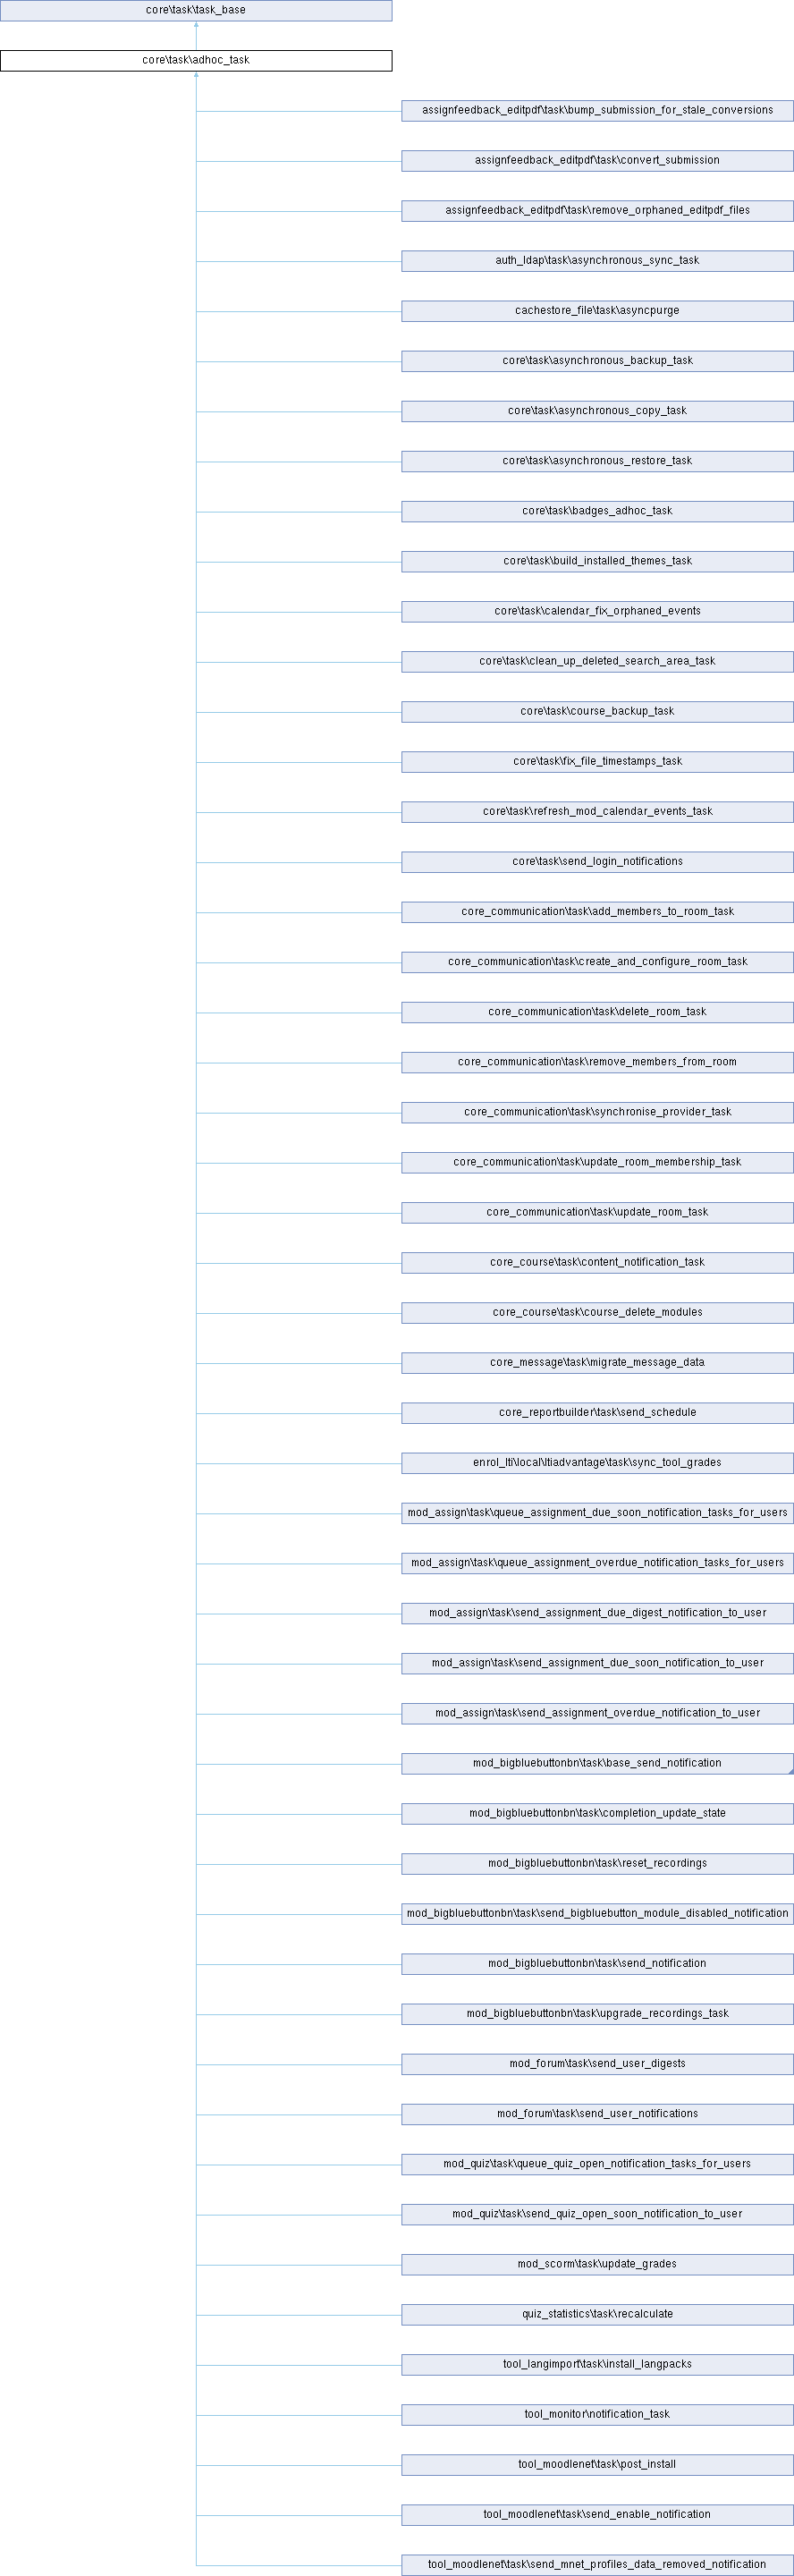 core\task\task_base
core\task\adhoc_task
assignfeedback_editpdf\task\bump_submission_for_stale_conversions
assignfeedback_editpdf\task\convert_submission
assignfeedback_editpdf\task\remove_orphaned_editpdf_files
auth_ldap\task\asynchronous_sync_task
cachestore_file\task\asyncpurge
core\task\asynchronous_backup_task
core\task\asynchronous_copy_task
core\task\asynchronous_restore_task
core\task\badges_adhoc_task
core\task\build_installed_themes_task
core\task\calendar_fix_orphaned_events
core\task\clean_up_deleted_search_area_task
core\task\course_backup_task
core\task\fix_file_timestamps_task
core\task\refresh_mod_calendar_events_task
core\task\send_login_notifications
core_communication\task\add_members_to_room_task
core_communication\task\create_and_configure_room_task
core_communication\task\delete_room_task
core_communication\task\remove_members_from_room
core_communication\task\synchronise_provider_task
core_communication\task\update_room_membership_task
core_communication\task\update_room_task
core_course\task\content_notification_task
core_course\task\course_delete_modules
core_message\task\migrate_message_data
core_reportbuilder\task\send_schedule
enrol_lti\local\ltiadvantage\task\sync_tool_grades
mod_assign\task\queue_assignment_due_soon_notification_tasks_for_users
mod_assign\task\queue_assignment_overdue_notification_tasks_for_users
mod_assign\task\send_assignment_due_digest_notification_to_user
mod_assign\task\send_assignment_due_soon_notification_to_user
mod_assign\task\send_assignment_overdue_notification_to_user
mod_bigbluebuttonbn\task\base_send_notification
mod_bigbluebuttonbn\task\completion_update_state
mod_bigbluebuttonbn\task\reset_recordings
mod_bigbluebuttonbn\task\send_bigbluebutton_module_disabled_notification
mod_bigbluebuttonbn\task\send_notification
mod_bigbluebuttonbn\task\upgrade_recordings_task
mod_forum\task\send_user_digests
mod_forum\task\send_user_notifications
mod_quiz\task\queue_quiz_open_notification_tasks_for_users
mod_quiz\task\send_quiz_open_soon_notification_to_user
mod_scorm\task\update_grades
quiz_statistics\task\recalculate
tool_langimport\task\install_langpacks
tool_monitor\notification_task
tool_moodlenet\task\post_install
tool_moodlenet\task\send_enable_notification
tool_moodlenet\task\send_mnet_profiles_data_removed_notification